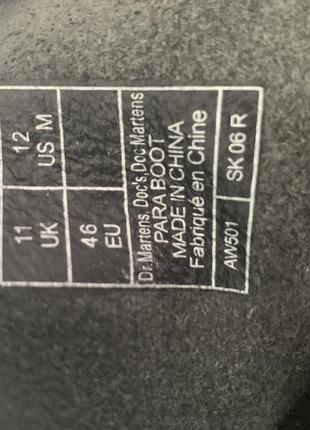 11
UK
12
US M
46
EU
Dr.Martens, Doc's, Doc Martens
PARA BOOT
MADE IN CHINA
Fabriqué en Chine
AW501
SK 06 R